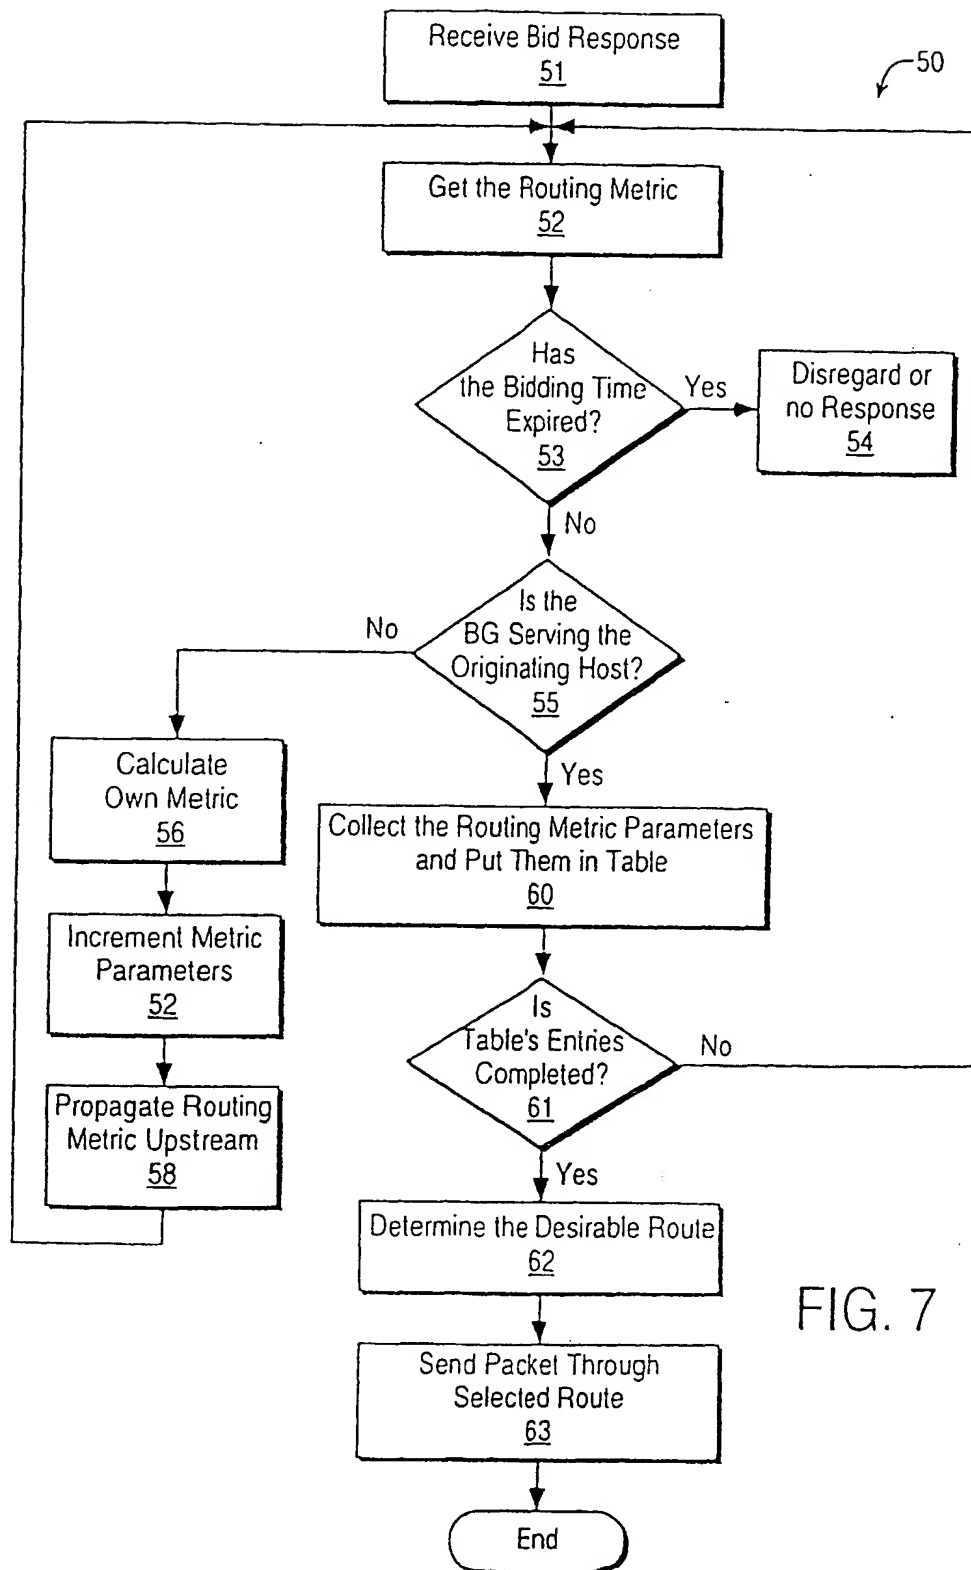 Receive Bid Response
51
50
Get the Routing Metric
52
Has
the Bidding Time
Expired?
53
Yes
Disregard or
no Response
54
No
Is the
BG Serving the
Originating Host?
55
No
Yes
Calculate
Own Metric
56
Collect the Routing Metric Parameters
and Put Them in Table
60
Increment Metric
Parameters
52
Is
Table's Entries
Completed?
61
No
Propagate Routing
Metric Upstream
58
Yes
Determine the Desirable Route
62
FIG. 7
Send Packet Through
Selected Route
63
End